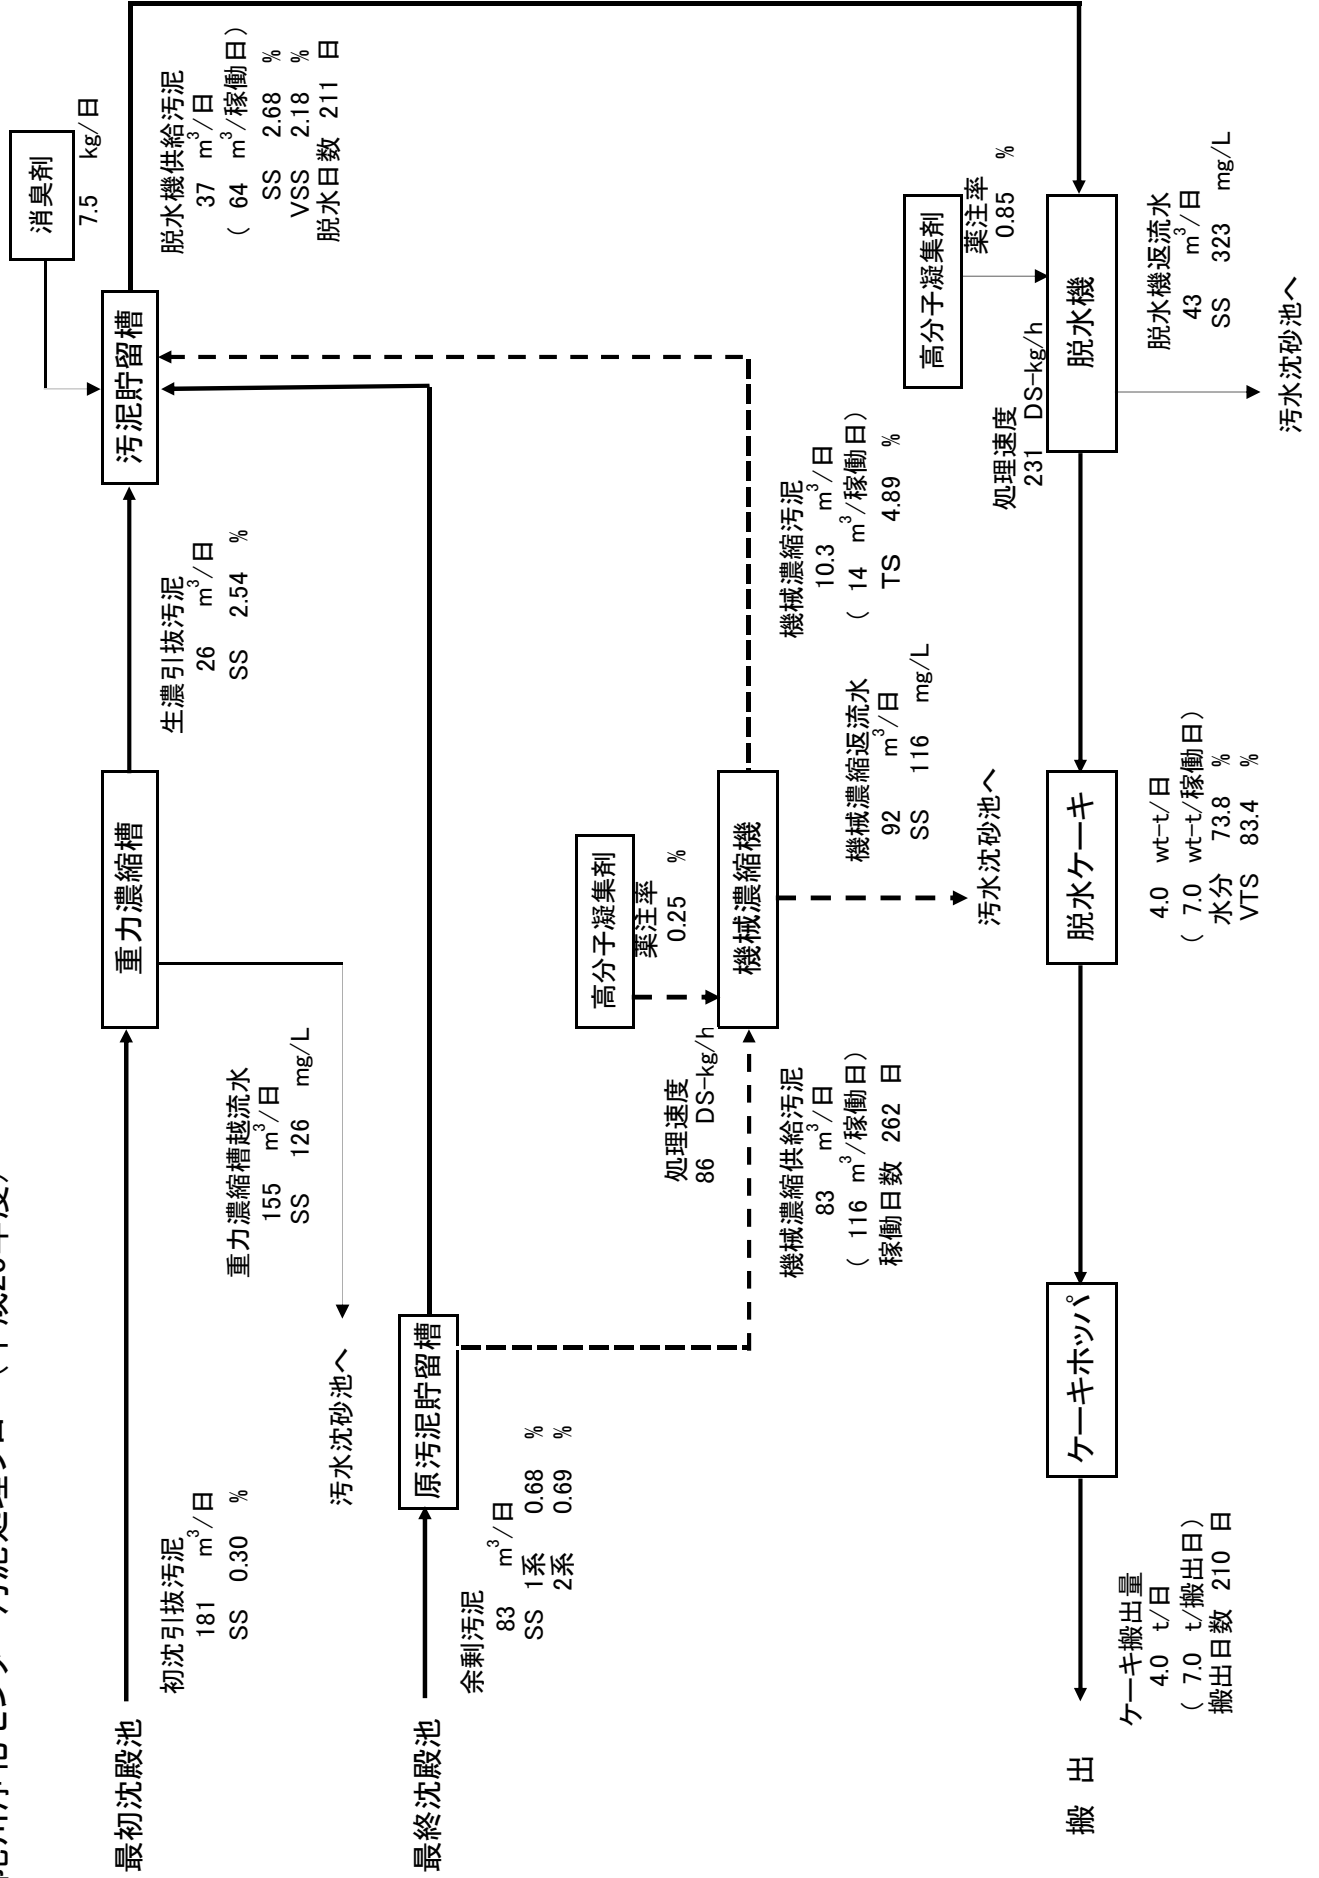 消臭剤
7.5 kg/日
最初沈殿池
初沈引抜汚泥
181 m³/日
SS 0.30 %
重力濃縮槽
重力濃縮槽越流水
155 m³/日
SS 126 mg/L
汚水沈砂池へ
生濃引抜汚泥
26 m³/日
SS 2.54 %
汚泥貯留槽
脱水機供給汚泥
37 m³/日
( 64 m³/稼働日)
SS 2.68 %
VSS 2.18 %
脱水日数 211 日
最終沈殿池
余剰汚泥
83 m³/日
SS 1系 0.68 %
2系 0.69 %
原汚泥貯留槽
高分子凝集剤
薬注率
0.25 %
処理速度
86 DS-kg/h
機械濃縮機
機械濃縮供給汚泥
83 m³/日
( 116 m³/稼働日)
稼働日数 262 日
機械濃縮返流水
92 m³/日
SS 116 mg/L
汚水沈砂池へ
機械濃縮汚泥
10.3 m³/日
( 14 m³/稼働日)
TS 4.89 %
高分子凝集剤
薬注率
0.85 %
処理速度
231 DS-kg/h
脱水機
脱水機返流水
43 m³/日
SS 323 mg/L
汚水沈砂池へ
脱水ケーキ
4.0 wt-t/日
( 7.0 wt-t/稼働日)
水分 73.8 %
VTS 83.4 %
ケーキホッパ
搬 出
ケーキ搬出量
4.0 t/日
( 7.0 t/搬出日)
搬出日数 210 日